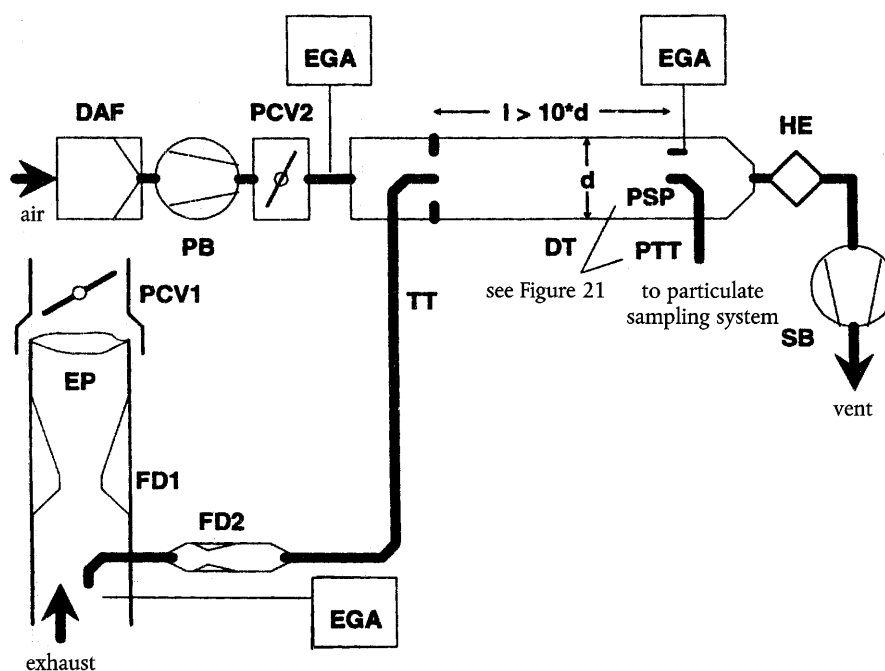 EGA
EGA
DAF
PCV2
l > 10*d
HE
air
d
PSP
PB
DT
PTT
PCV1
see Figure 21
to particulate
sampling system
TT
SB
EP
vent
FD1
FD2
EGA
exhaust